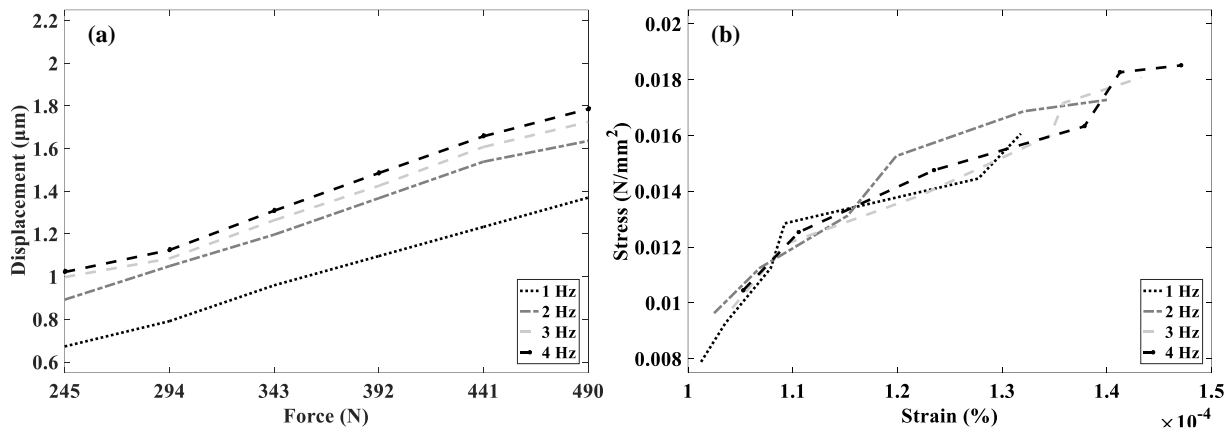 (a)
2.2
2
1.8
1.6
1.4
1.2
1
0.8
0.6
Displacement (μm)
245 294 343 392 441 490
Force (N)
1 Hz
2 Hz
3 Hz
4 Hz
(b)
0.02
0.018
0.016
0.014
0.012
0.01
0.008
Stress (N/mm²)
1 1.1 1.2 1.3 1.4 1.5
Strain (%)
×10⁻⁴
1 Hz
2 Hz
3 Hz
4 Hz